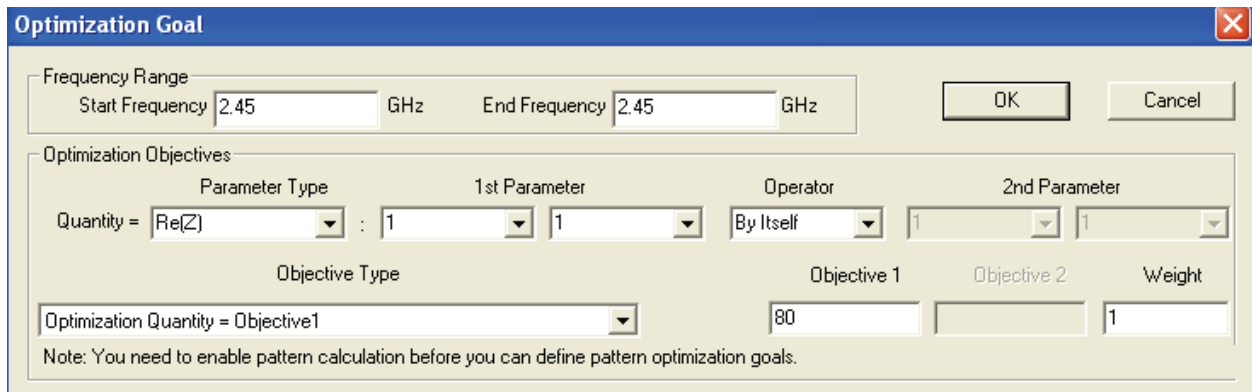 Optimization Goal
Frequency Range
Start Frequency 2.45 GHz End Frequency 2.45 GHz
OK Cancel
Optimization Objectives
Parameter Type 1st Parameter Operator 2nd Parameter
Quantity = Re(Z) : 1 1 By Itself 1 1
Objective Type Objective 1 Objective 2 Weight
Optimization Quantity = Objective1 80 1
Note: You need to enable pattern calculation before you can define pattern optimization goals.